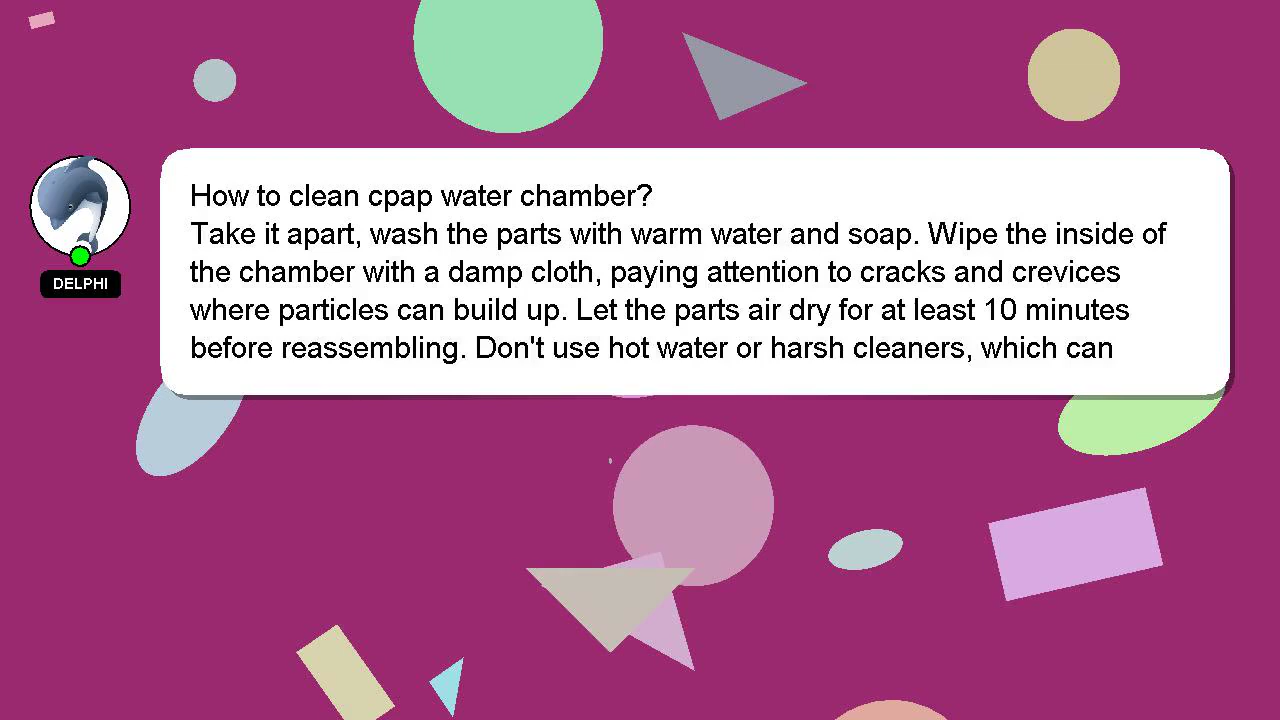 How to clean cpap water chamber?
Take it apart, wash the parts with warm water and soap. Wipe the inside of
the chamber with a damp cloth, paying attention to cracks and crevices
where particles can build up. Let the parts air dry for at least 10 minutes
before reassembling. Don't use hot water or harsh cleaners, which can
DELPHI